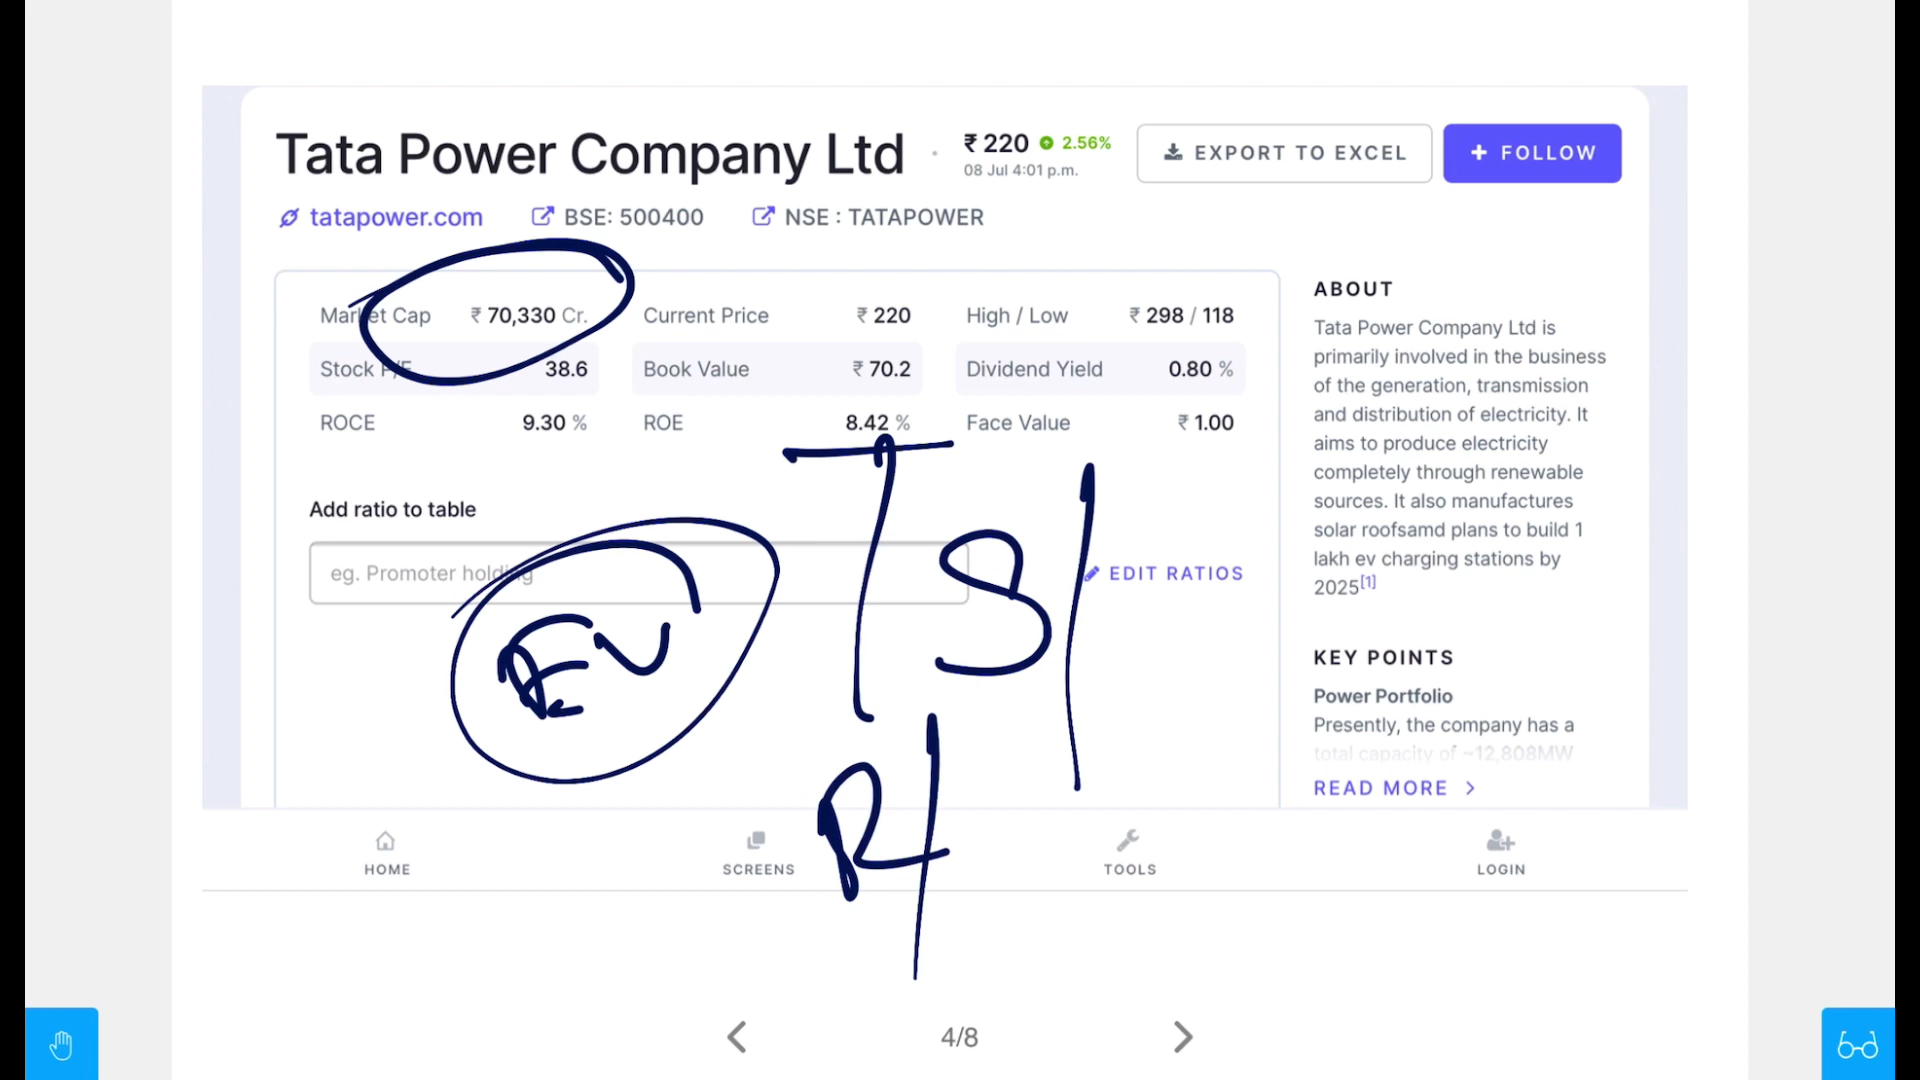 Tata Power Company Ltd · ₹ 220 2.56%
08 Jul 4:01 p.m.
EXPORT TO EXCEL
+ FOLLOW
tatapower.com BSE: 500400 NSE : TATAPOWER
Market Cap ₹ 70,330 Cr. Current Price ₹ 220 High / Low ₹ 298 / 118
Stock P/E 38.6 Book Value ₹ 70.2 Dividend Yield 0.80 %
ROCE 9.30 % ROE 8.42 % Face Value ₹ 1.00
Add ratio to table
eg. Promoter holding
EDIT RATIOS
EV
ABOUT
Tata Power Company Ltd is
primarily involved in the business
of the generation, transmission
and distribution of electricity. It
aims to produce electricity
completely through renewable
sources. It also manufactures
solar roofsamd plans to build 1
lakh ev charging stations by
2025[1]
KEY POINTS
Power Portfolio
Presently, the company has a
total capacity of ~12,808MW
READ MORE >
HOME SCREENS TOOLS LOGIN
4/8